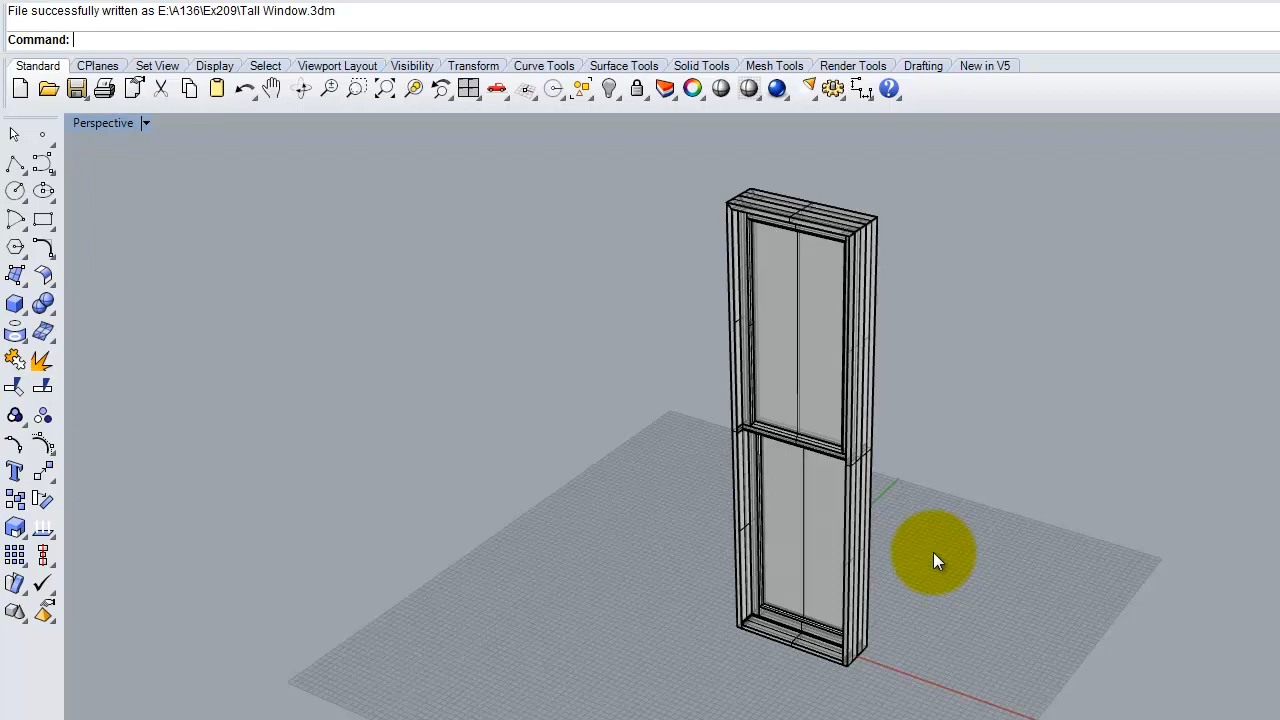 File successfully written as E:\A136\Ex209\Tall Window.3dm
Command:
Standard CPlanes Set View Display Select Viewport Layout Visibility Transform Curve Tools Surface Tools Solid Tools Mesh Tools Render Tools Drafting New in V5
Perspective